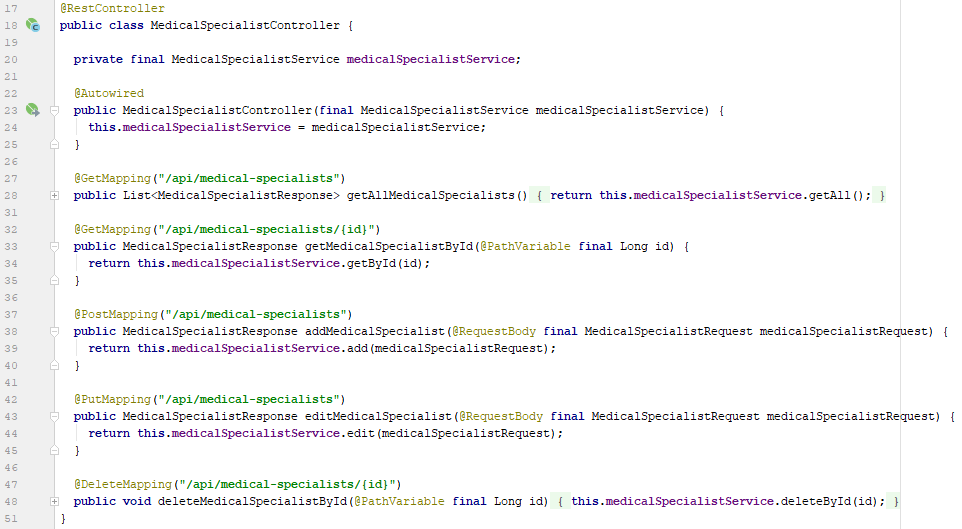 17 @RestController
18 public class MedicalSpecialistController {
19
20 private final MedicalSpecialistService medicalSpecialistService;
21
22 @Autowired
23 public MedicalSpecialistController(final MedicalSpecialistService medicalSpecialistService) {
24 this.medicalSpecialistService = medicalSpecialistService;
25 }
26
27 @GetMapping("/api/medical-specialists")
28 public List<MedicalSpecialistResponse> getAllMedicalSpecialists() { return this.medicalSpecialistService.getAll(); }
31
32 @GetMapping("/api/medical-specialists/{id}")
33 public MedicalSpecialistResponse getMedicalSpecialistById(@PathVariable final Long id) {
34 return this.medicalSpecialistService.getById(id);
35 }
36
37 @PostMapping("/api/medical-specialists")
38 public MedicalSpecialistResponse addMedicalSpecialist(@RequestBody final MedicalSpecialistRequest medicalSpecialistRequest) {
39 return this.medicalSpecialistService.add(medicalSpecialistRequest);
40 }
41
42 @PutMapping("/api/medical-specialists")
43 public MedicalSpecialistResponse editMedicalSpecialist(@RequestBody final MedicalSpecialistRequest medicalSpecialistRequest) {
44 return this.medicalSpecialistService.edit(medicalSpecialistRequest);
45 }
46
47 @DeleteMapping("/api/medical-specialists/{id}")
48 public void deleteMedicalSpecialistById(@PathVariable final Long id) { this.medicalSpecialistService.deleteById(id); }
51 }